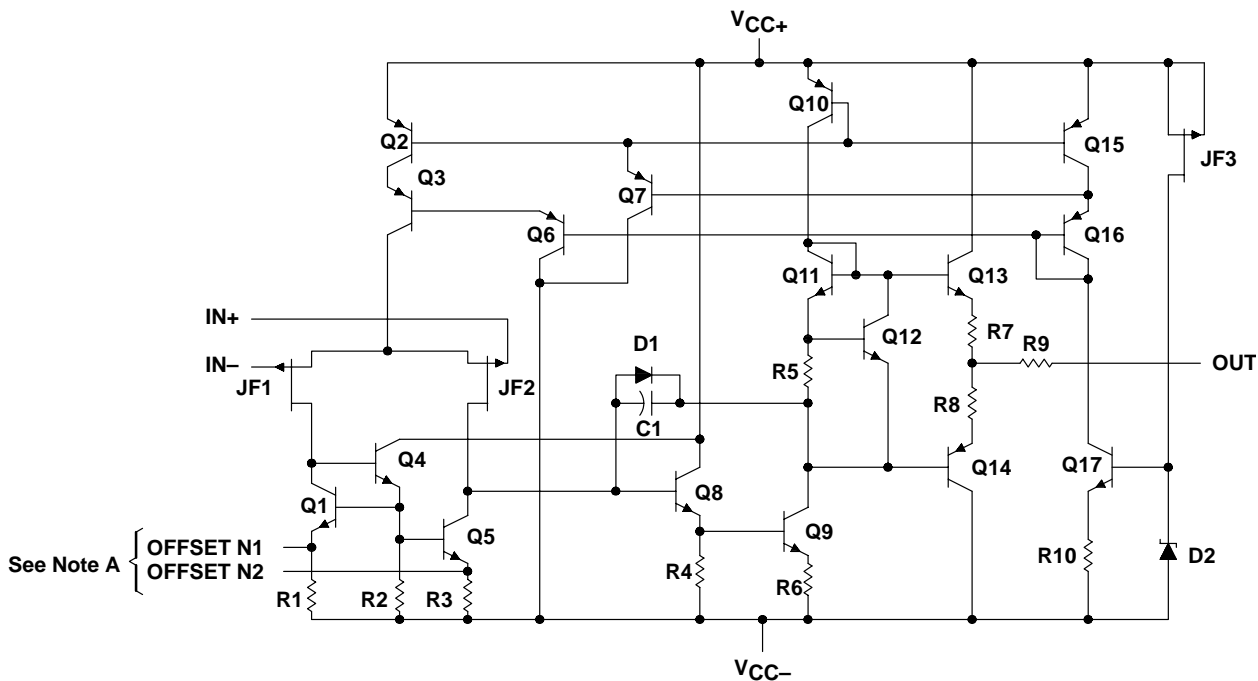 VCC+
Q10
Q2
Q15
JF3
Q3
Q7
Q6
Q16
Q11
Q13
IN+
Q12
R7
R9
D1
IN–
OUT
JF1
JF2
R5
C1
R8
Q4
Q8
Q14
Q17
Q1
Q5
Q9
See Note A
OFFSET N1
OFFSET N2
R10
D2
R4
R6
R1
R2
R3
VCC–